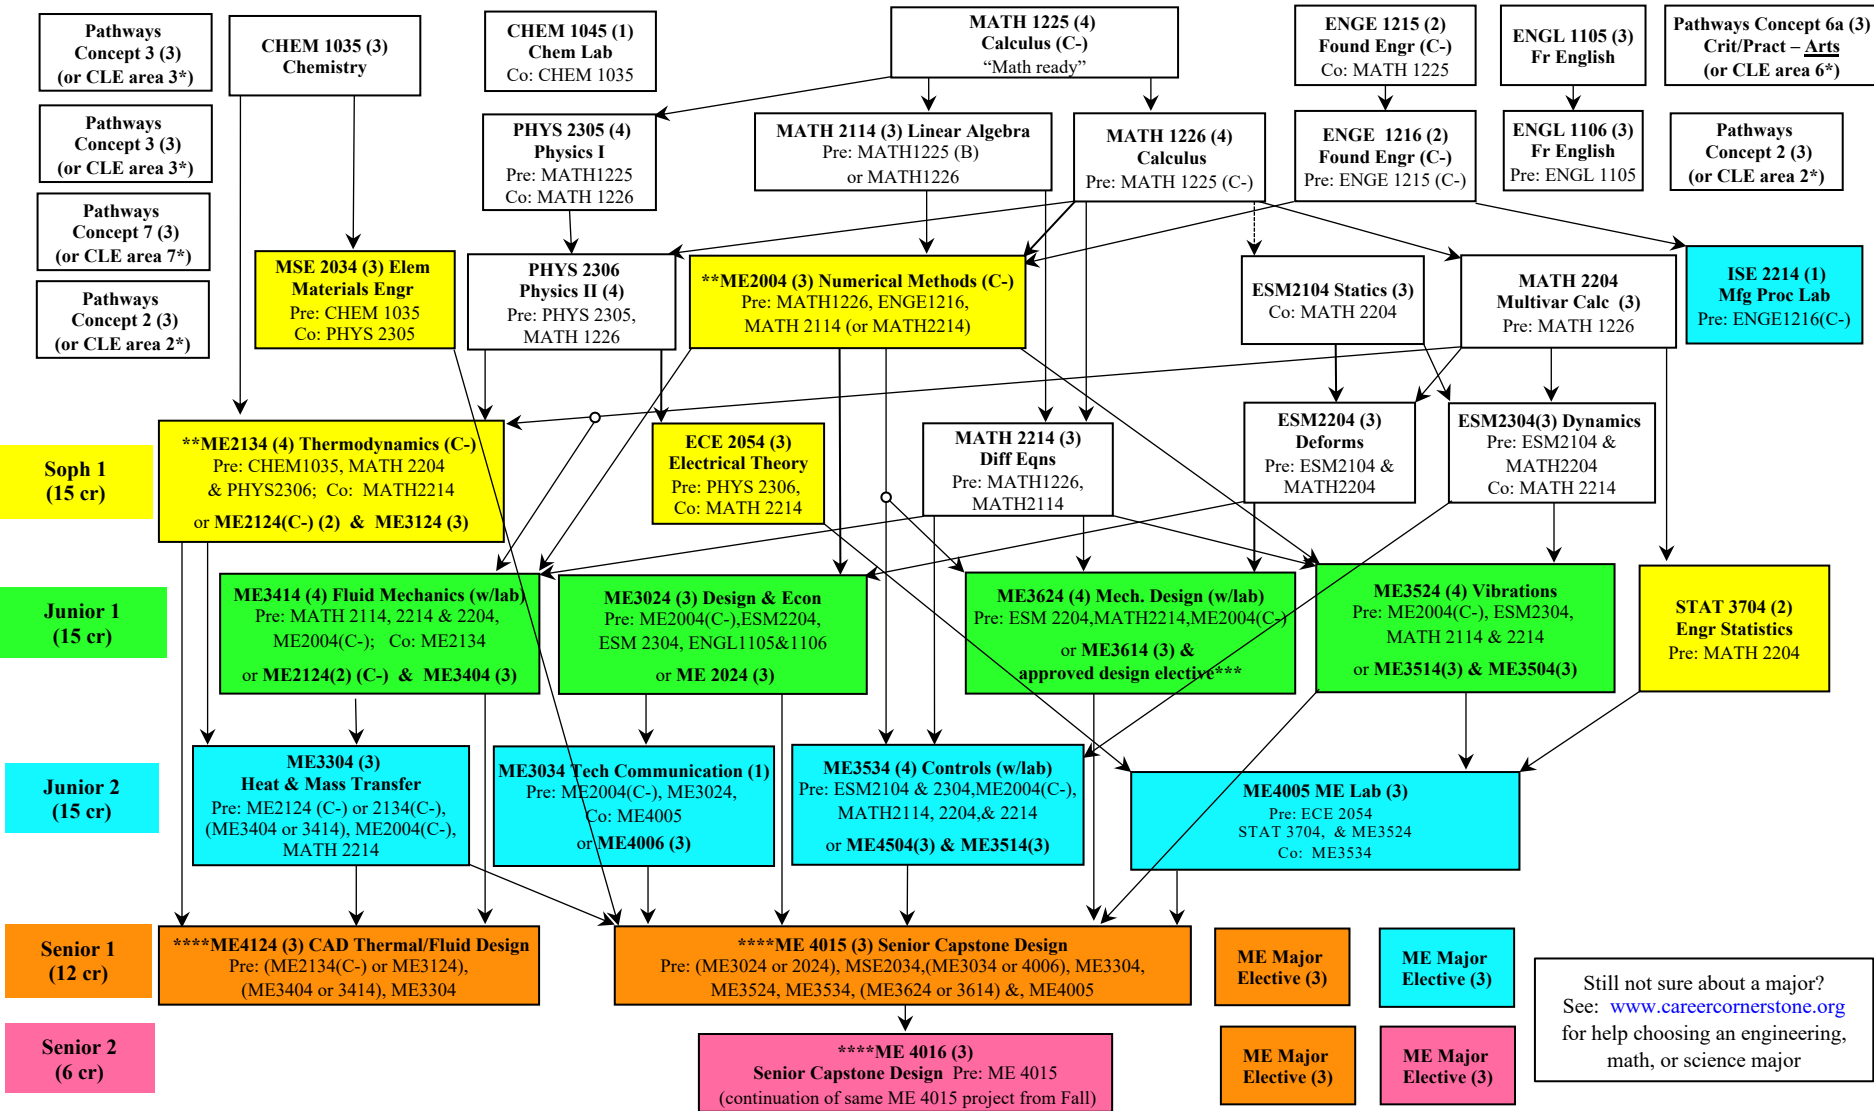 Pathways
Concept 3 (3)
(or CLE area 3*)
CHEM 1035 (3)
Chemistry
CHEM 1045 (1)
Chem Lab
Co: CHEM 1035
MATH 1225 (4)
Calculus (C-)
“Math ready”
ENGE 1215 (2)
Found Engr (C-)
Co: MATH 1225
ENGL 1105 (3)
Fr English
Pathways Concept 6a (3)
Crit/Pract – Arts
(or CLE area 6*)
Pathways
Concept 3 (3)
(or CLE area 3*)
PHYS 2305 (4)
Physics I
Pre: MATH1225
Co: MATH 1226
MATH 2114 (3) Linear Algebra
Pre: MATH1225 (B)
or MATH1226
MATH 1226 (4)
Calculus
Pre: MATH 1225 (C-)
ENGE 1216 (2)
Found Engr (C-)
Pre: ENGE 1215 (C-)
ENGL 1106 (3)
Fr English
Pre: ENGL 1105
Pathways
Concept 2 (3)
(or CLE area 2*)
Pathways
Concept 7 (3)
(or CLE area 7*)
Pathways
Concept 2 (3)
(or CLE area 2*)
MSE 2034 (3) Elem
Materials Engr
Pre: CHEM 1035
Co: PHYS 2305
PHYS 2306
Physics II (4)
Pre: PHYS 2305,
MATH 1226
**ME2004 (3) Numerical Methods (C-)
Pre: MATH1226, ENGE1216,
MATH 2114 (or MATH2214)
ESM2104 Statics (3)
Co: MATH 2204
MATH 2204
Multivar Calc (3)
Pre: MATH 1226
ISE 2214 (1)
Mfg Proc Lab
Pre: ENGE1216(C-)
Soph 1
(15 cr)
**ME2134 (4) Thermodynamics (C-)
Pre: CHEM1035, MATH 2204
& PHYS2306; Co: MATH2214
or ME2124(C-) (2) & ME3124 (3)
ECE 2054 (3)
Electrical Theory
Pre: PHYS 2306,
Co: MATH 2214
MATH 2214 (3)
Diff Eqns
Pre: MATH1226,
MATH2114
ESM2204 (3)
Deforms
Pre: ESM2104 &
MATH2204
ESM2304(3) Dynamics
Pre: ESM2104 &
MATH2204
Co: MATH 2214
Junior 1
(15 cr)
ME3414 (4) Fluid Mechanics (w/lab)
Pre: MATH 2114, 2214 & 2204,
ME2004(C-); Co: ME2134
or ME2124(2) (C-) & ME3404 (3)
ME3024 (3) Design & Econ
Pre: ME2004(C-),ESM2204,
ESM 2304, ENGL1105&1106
or ME 2024 (3)
ME3624 (4) Mech. Design (w/lab)
Pre: ESM 2204,MATH2214,ME2004(C-)
or ME3614 (3) &
approved design elective***
ME3524 (4) Vibrations
Pre: ME2004(C-), ESM2304,
MATH 2114 & 2214
or ME3514(3) & ME3504(3)
STAT 3704 (2)
Engr Statistics
Pre: MATH 2204
Junior 2
(15 cr)
ME3304 (3)
Heat & Mass Transfer
Pre: ME2124 (C-) or 2134(C-),
(ME3404 or 3414), ME2004(C-),
MATH 2214
ME3034 Tech Communication (1)
Pre: ME2004(C-), ME3024,
Co: ME4005
or ME4006 (3)
ME3534 (4) Controls (w/lab)
Pre: ESM2104 & 2304,ME2004(C-),
MATH2114, 2204,& 2214
or ME4504(3) & ME3514(3)
ME4005 ME Lab (3)
Pre: ECE 2054
STAT 3704, & ME3524
Co: ME3534
Senior 1
(12 cr)
****ME4124 (3) CAD Thermal/Fluid Design
Pre: (ME2134(C-) or ME3124),
(ME3404 or 3414), ME3304
****ME 4015 (3) Senior Capstone Design
Pre: (ME3024 or 2024), MSE2034,(ME3034 or 4006), ME3304,
ME3524, ME3534, (ME3624 or 3614) &, ME4005
ME Major
Elective (3)
ME Major
Elective (3)
Still not sure about a major?
See: www.careercornerstone.org
for help choosing an engineering,
math, or science major
Senior 2
(6 cr)
****ME 4016 (3)
Senior Capstone Design Pre: ME 4015
(continuation of same ME 4015 project from Fall)
ME Major
Elective (3)
ME Major
Elective (3)